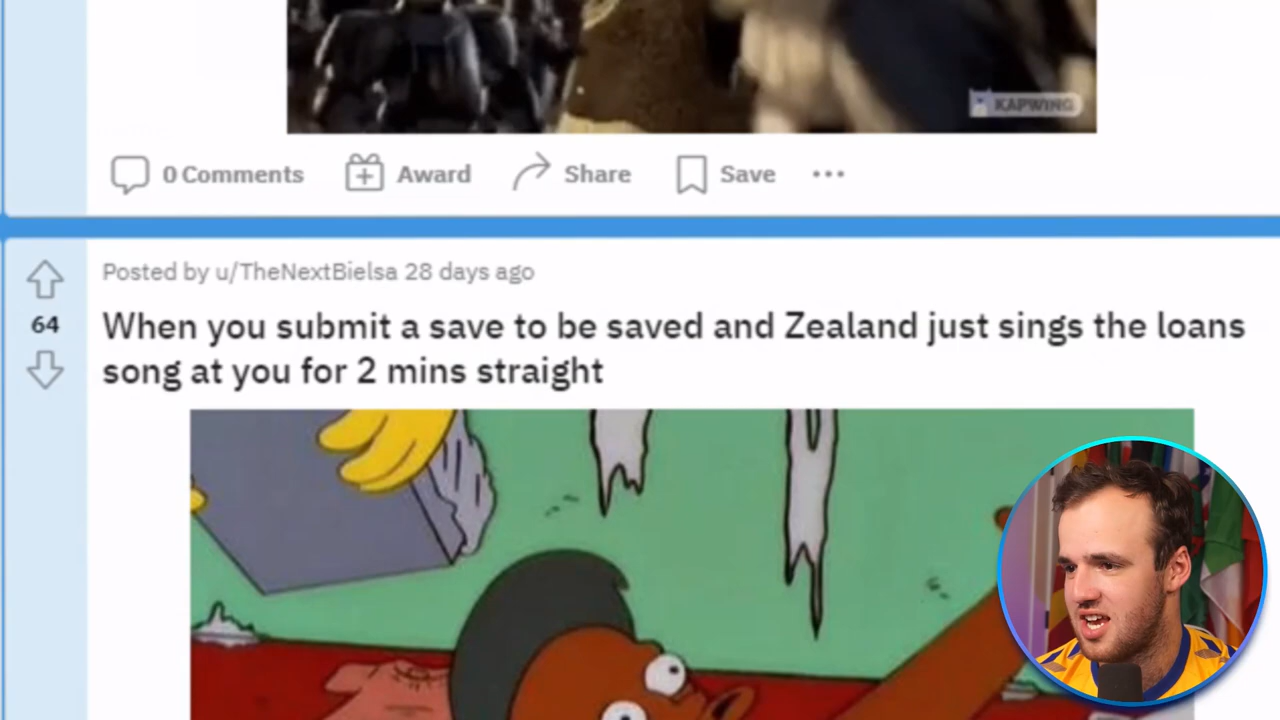 KAPWING
0 Comments Award Share Save
Posted by u/TheNextBielsa 28 days ago
64
When you submit a save to be saved and Zealand just sings the loans
song at you for 2 mins straight